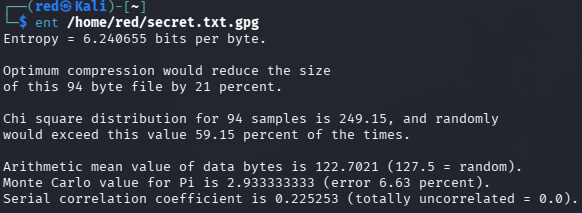 ┌──(red㉿Kali)-[~]
└─$ ent /home/red/secret.txt.gpg
Entropy = 6.240655 bits per byte.
Optimum compression would reduce the size
of this 94 byte file by 21 percent.
Chi square distribution for 94 samples is 249.15, and randomly
would exceed this value 59.15 percent of the times.
Arithmetic mean value of data bytes is 122.7021 (127.5 = random).
Monte Carlo value for Pi is 2.933333333 (error 6.63 percent).
Serial correlation coefficient is 0.225253 (totally uncorrelated = 0.0).